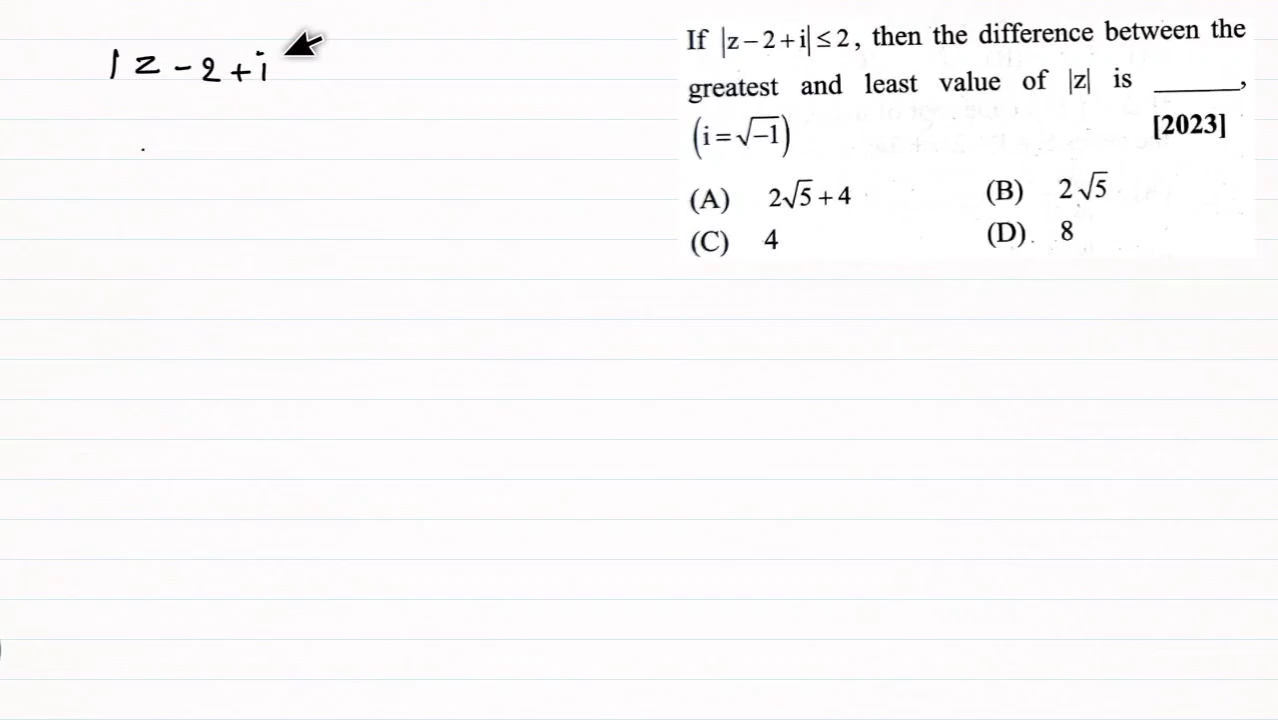 | z - 2 + i
If |z-2+i| ≤ 2, then the difference between the
greatest and least value of |z| is ______,
(i=√-1)
[2023]
(A) 2√5+4
(B) 2√5
(C) 4
(D) 8